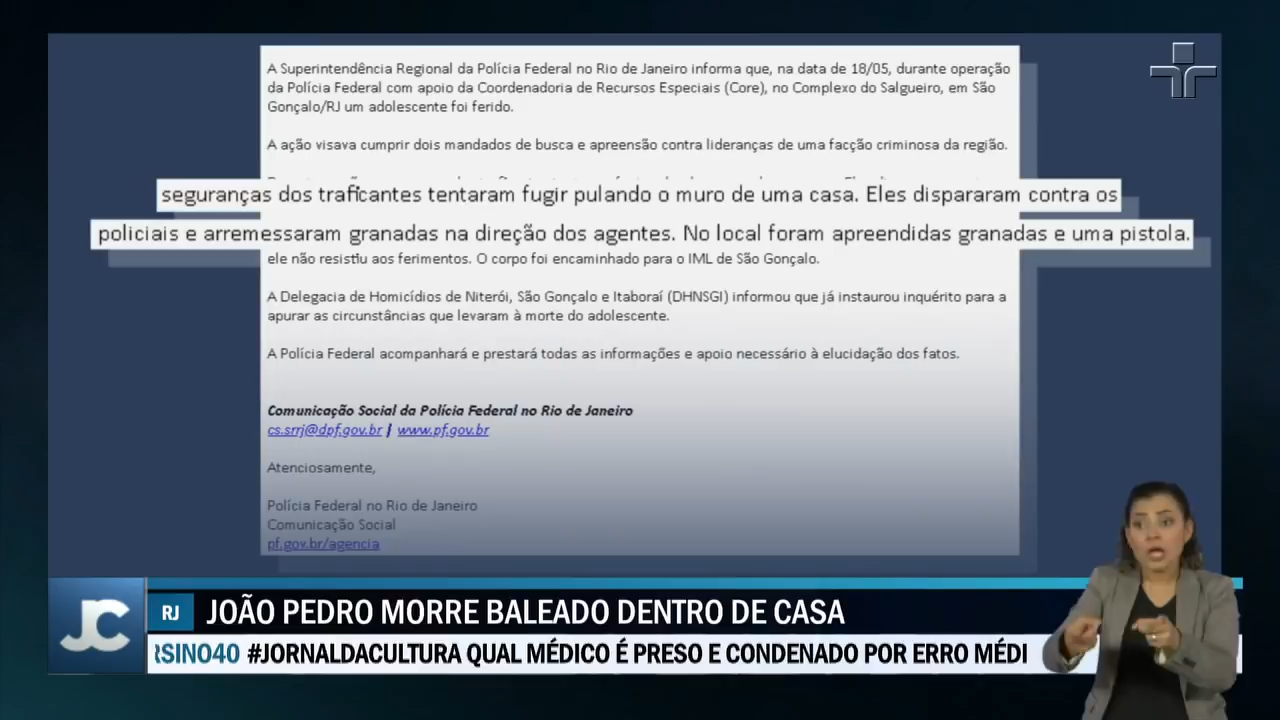 A Superintendência Regional da Polícia Federal no Rio de Janeiro informa que, na data de 18/05, durante operação
da Polícia Federal com apoio da Coordenadoria de Recursos Especiais (Core), no Complexo do Salgueiro, em São
Gonçalo/RJ um adolescente foi ferido.
A ação visava cumprir dois mandados de busca e apreensão contra lideranças de uma facção criminosa da região.
seguranças dos traficantes tentaram fugir pulando o muro de uma casa. Eles dispararam contra os
policiais e arremessaram granadas na direção dos agentes. No local foram apreendidas granadas e uma pistola.
ele não resistiu aos ferimentos. O corpo foi encaminhado para o IML de São Gonçalo.
A Delegacia de Homicídios de Niterói, São Gonçalo e Itaboraí (DHNSGI) informou que já instaurou inquérito para a
apurar as circunstâncias que levaram à morte do adolescente.
A Polícia Federal acompanhará e prestará todas as informações e apoio necessário à elucidação dos fatos.
Comunicação Social da Polícia Federal no Rio de Janeiro
cs.srrj@dpf.gov.br | www.pf.gov.br
Atenciosamente,
Polícia Federal no Rio de Janeiro
Comunicação Social
pf.gov.br/agencia
JC
RJ JOÃO PEDRO MORRE BALEADO DENTRO DE CASA
RSINO40 #JORNALDACULTURA QUAL MÉDICO É PRESO E CONDENADO POR ERRO MÉDI